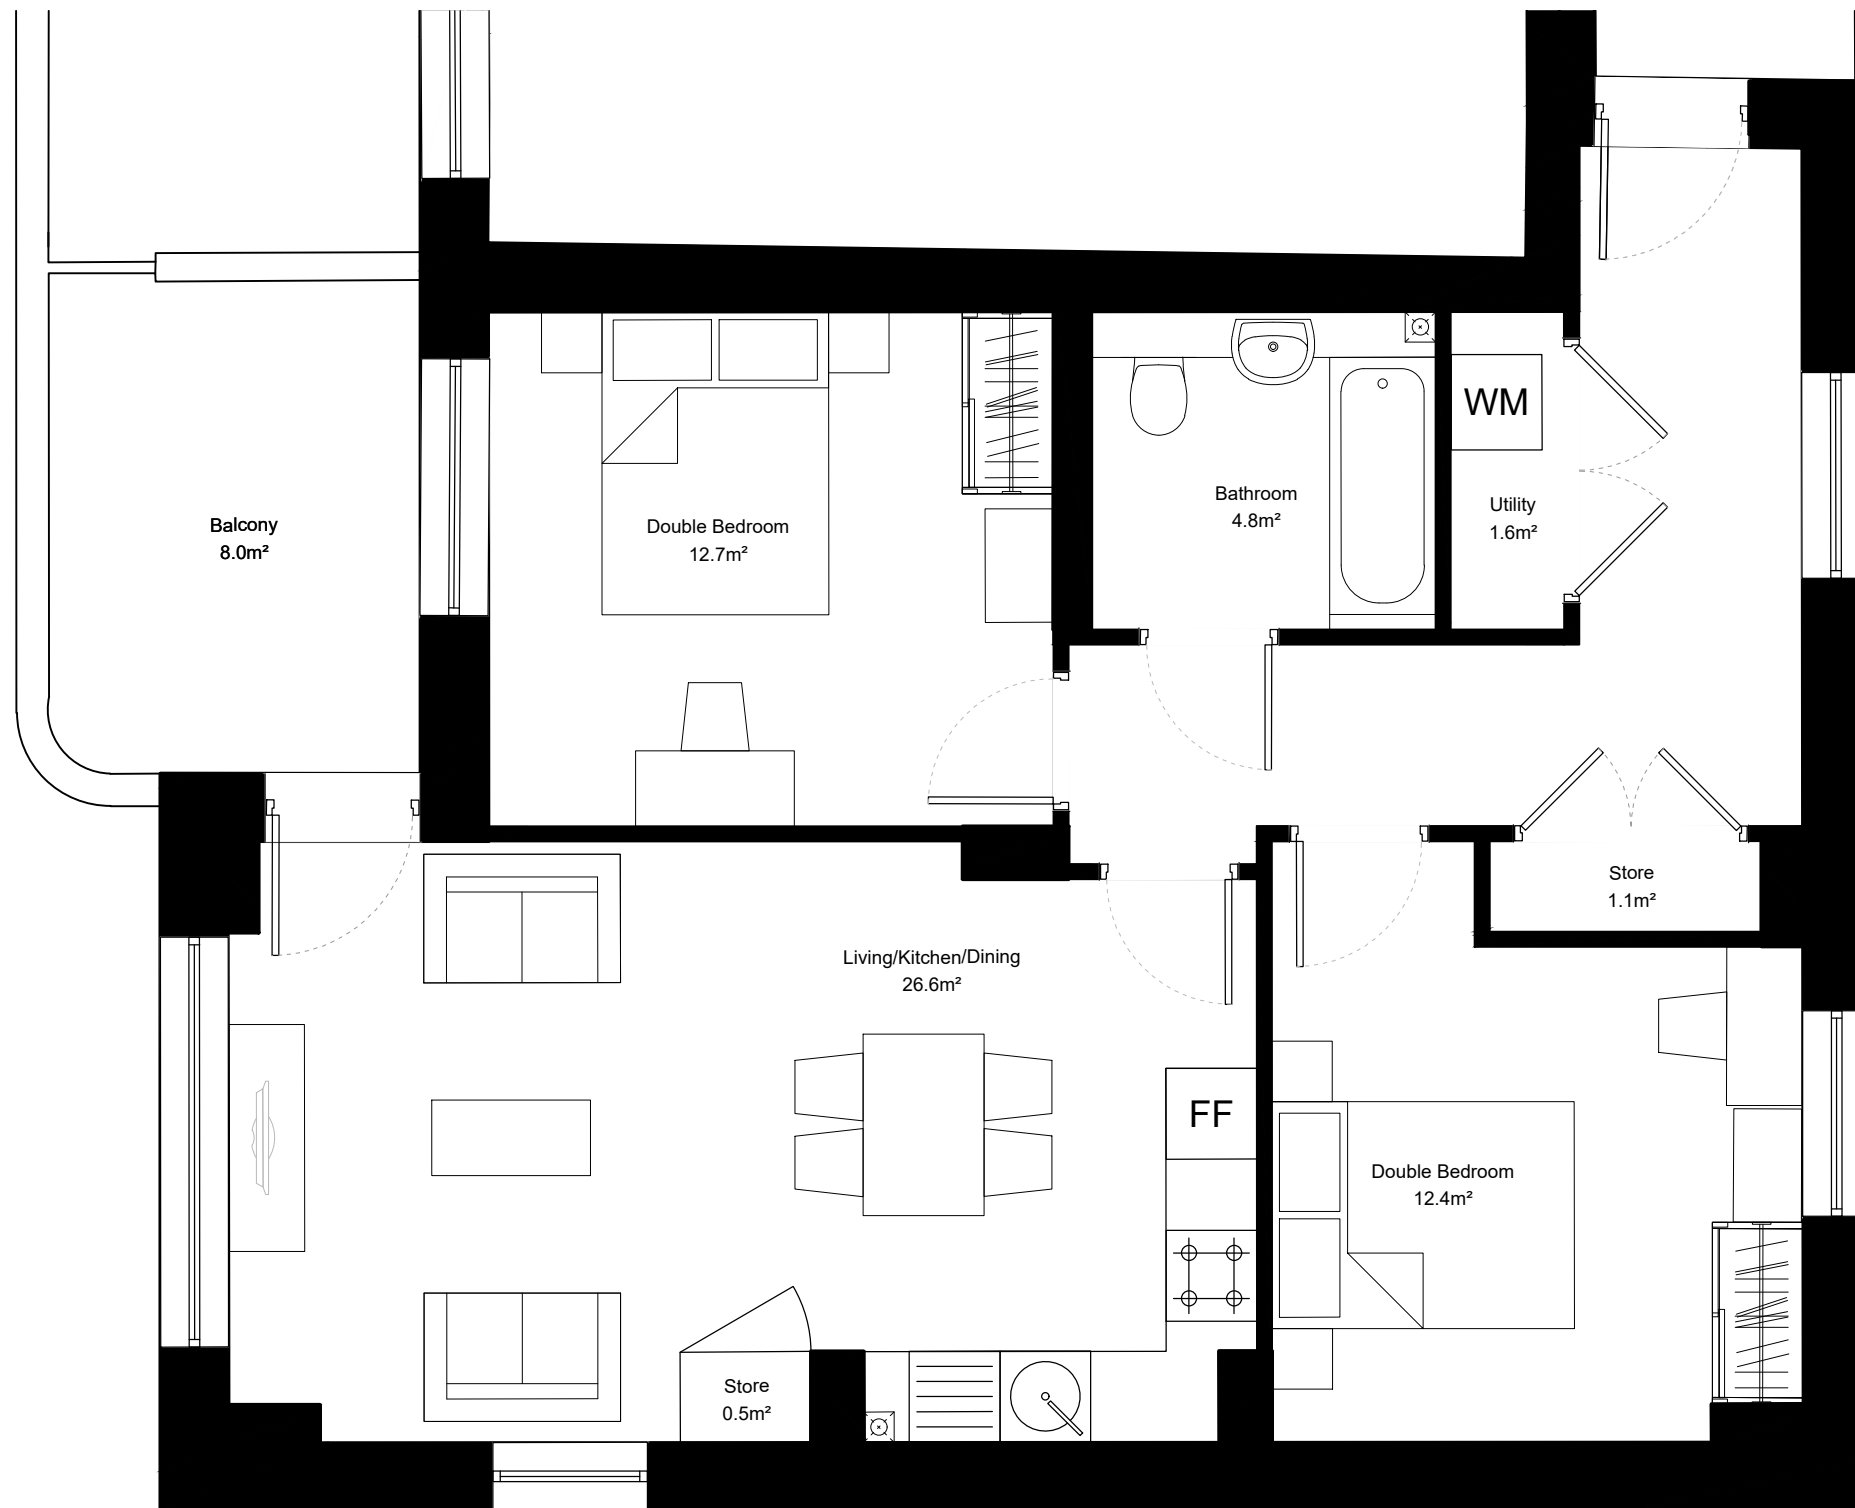 WM
Bathroom
4.8m²
Utility
1.6m²
Balcony
8.0m²
Double Bedroom
12.7m²
Store
1.1m²
Living/Kitchen/Dining
26.6m²
FF
Double Bedroom
12.4m²
Store
0.5m²